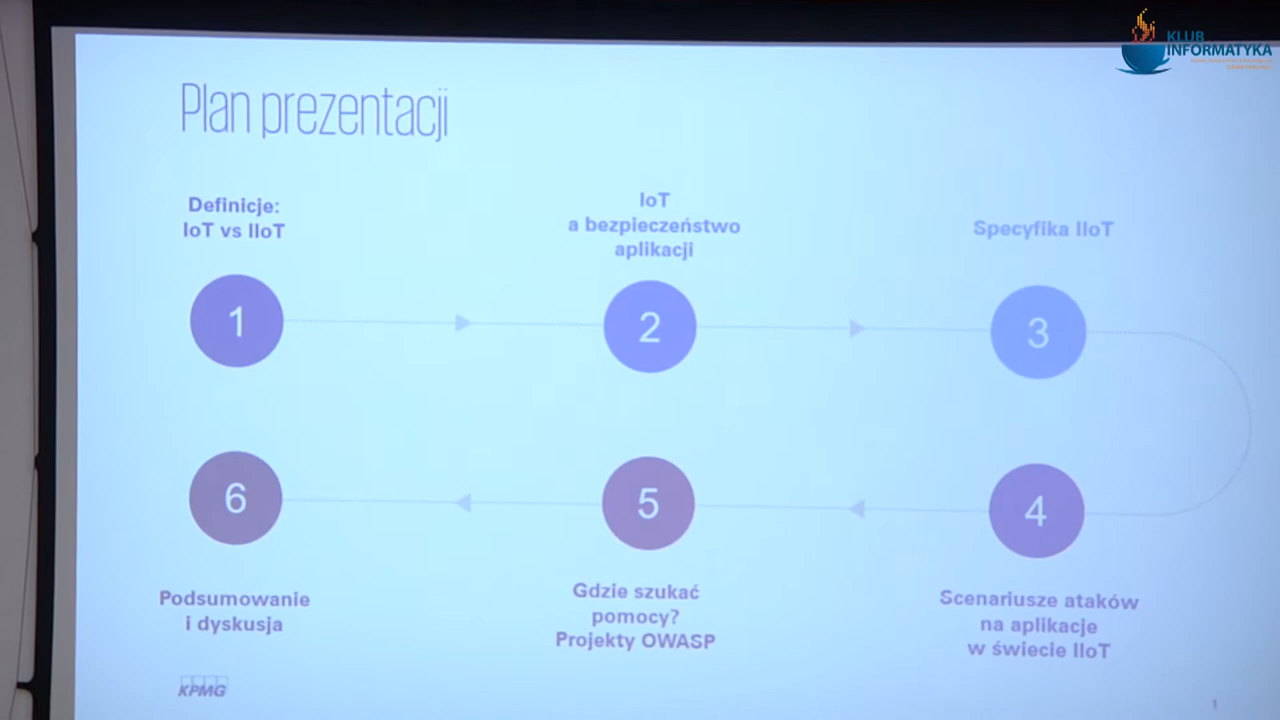 KLUB
INFORMATYKA
Plan prezentacji
Definicje:
IoT vs IIoT
IoT
a bezpieczeństwo
aplikacji
Specyfika IIoT
1
2
3
6
5
4
Podsumowanie
i dyskusja
Gdzie szukać
pomocy?
Projekty OWASP
Scenariusze ataków
na aplikacje
w świecie IIoT
KPMG
1